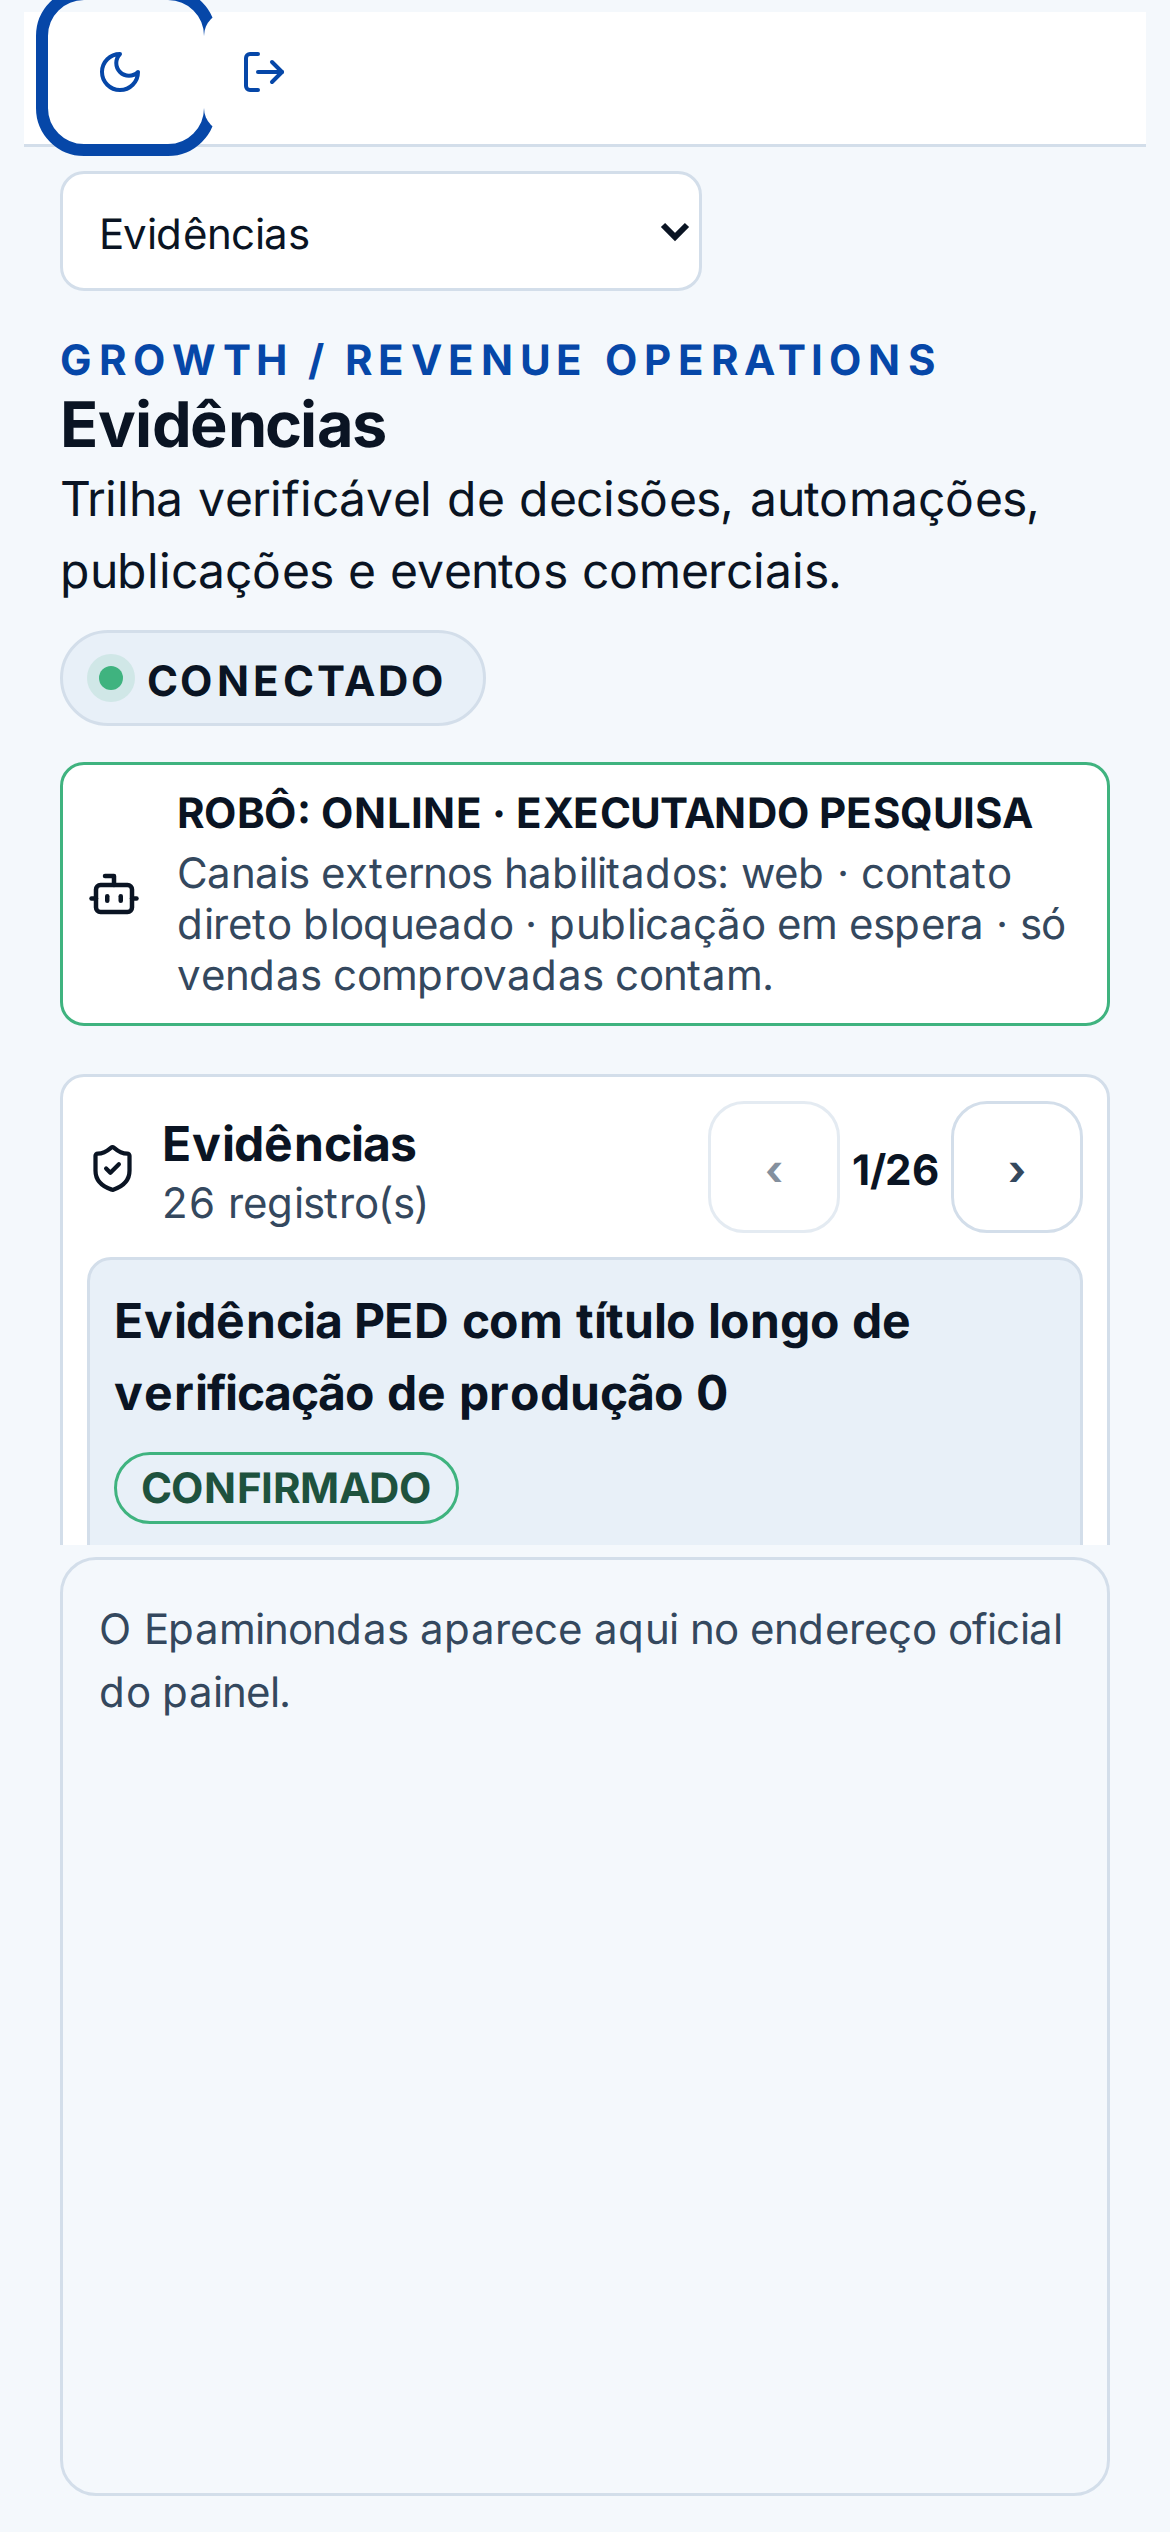 Evidências
GROWTH / REVENUE OPERATIONS
Evidências
Trilha verificável de decisões, automações,
publicações e eventos comerciais.
CONECTADO
ROBÔ: ONLINE · EXECUTANDO PESQUISA
Canais externos habilitados: web · contato
direto bloqueado · publicação em espera · só
vendas comprovadas contam.
Evidências
26 registro(s)
‹ 1/26 ›
Evidência PED com título longo de
verificação de produção 0
CONFIRMADO
O Epaminondas aparece aqui no endereço oficial
do painel.